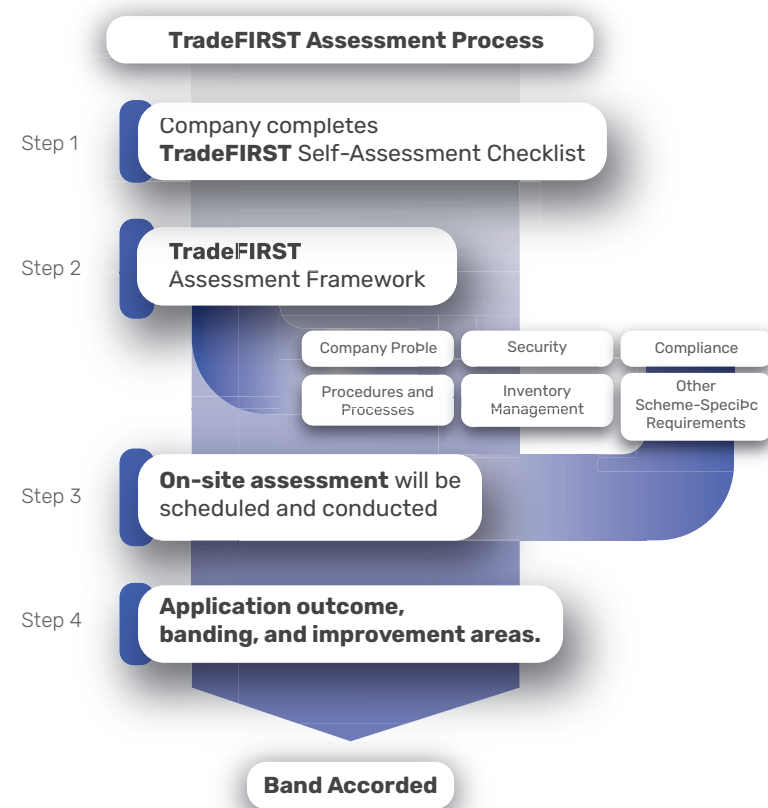 TradeFIRST Assessment Process
Step 1
Company completes
TradeFIRST Self-Assessment Checklist
Step 2
TradeFIRST
Assessment Framework
Company ProÞle
Security
Compliance
Procedures and
Processes
Inventory
Management
Other
Scheme-SpeciÞc
Requirements
Step 3
On-site assessment will be
scheduled and conducted
Step 4
Application outcome,
banding, and improvement areas.
Band Accorded